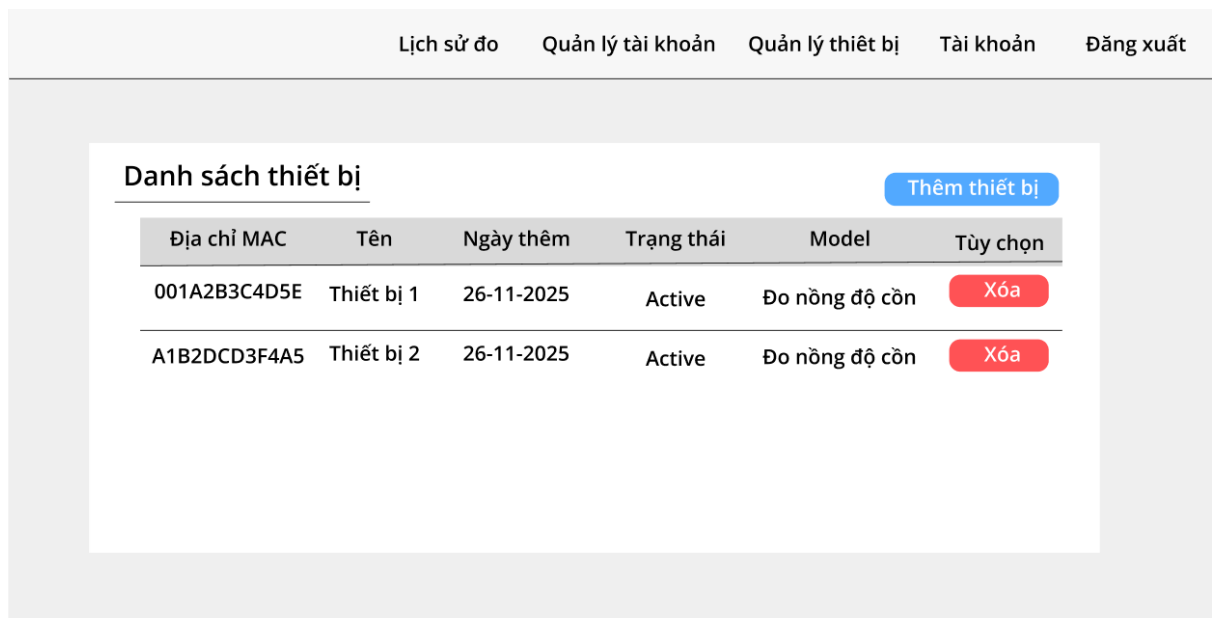 Lịch sử đo Quản lý tài khoản Quản lý thiêt bị Tài khoản Đăng xuất
Danh sách thiết bị
Thêm thiết bị
Địa chỉ MAC Tên Ngày thêm Trạng thái Model Tùy chọn
001A2B3C4D5E Thiết bị 1 26-11-2025 Active Đo nồng độ cồn Xóa
A1B2DCD3F4A5 Thiết bị 2 26-11-2025 Active Đo nồng độ cồn Xóa